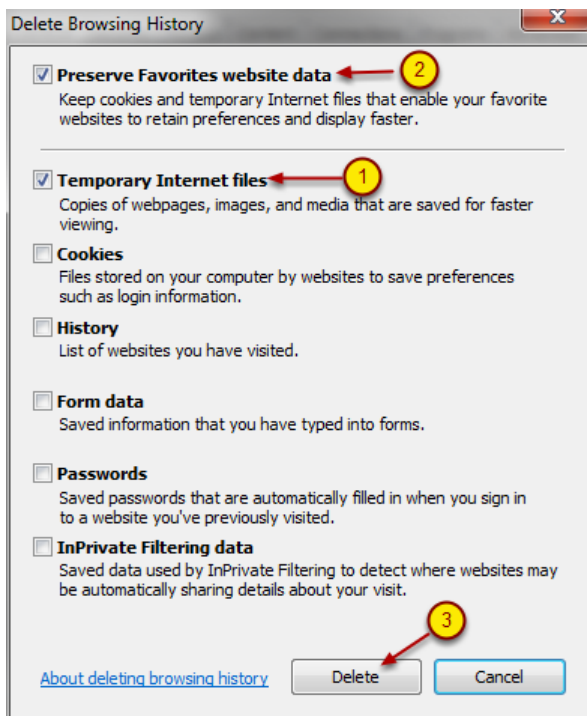 Delete Browsing History
X
Preserve Favorites website data
2
Keep cookies and temporary Internet files that enable your favorite
websites to retain preferences and display faster.
Temporary Internet files
1
Copies of webpages, images, and media that are saved for faster
viewing.
Cookies
Files stored on your computer by websites to save preferences
such as login information.
History
List of websites you have visited.
Form data
Saved information that you have typed into forms.
Passwords
Saved passwords that are automatically filled in when you sign in
to a website you've previously visited.
InPrivate Filtering data
Saved data used by InPrivate Filtering to detect where websites may
be automatically sharing details about your visit.
3
About deleting browsing history
Delete
Cancel